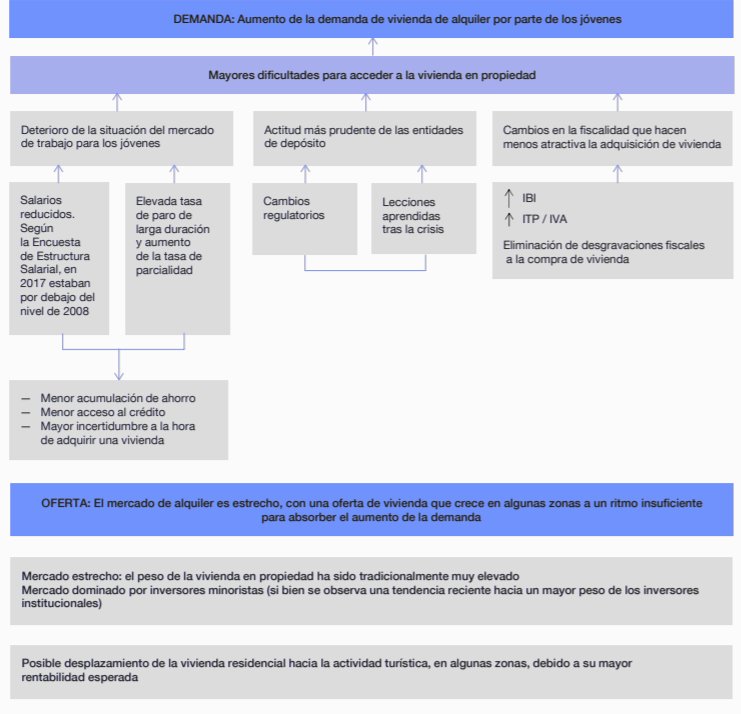 DEMANDA: Aumento de la demanda de vivienda de alquiler por parte de los jóvenes
Mayores dificultades para acceder a la vivienda en propiedad
Deterioro de la situación del mercado
de trabajo para los jóvenes
Actitud más prudente de las entidades
de depósito
Cambios en la fiscalidad que hacen
menos atractiva la adquisición de vivienda
Salarios
reducidos.
Según
la Encuesta
de Estructura
Salarial, en
2017 estaban
por debajo del
nivel de 2008
Elevada tasa
de paro de
larga duración
y aumento
de la tasa de
parcialidad
Cambios
regulatorios
Lecciones
aprendidas
tras la crisis
↑ IBI
↑ ITP / IVA
Eliminación de desgravaciones fiscales
a la compra de vivienda
— Menor acumulación de ahorro
— Menor acceso al crédito
— Mayor incertidumbre a la hora
de adquirir una vivienda
OFERTA: El mercado de alquiler es estrecho, con una oferta de vivienda que crece en algunas zonas a un ritmo insuficiente
para absorber el aumento de la demanda
Mercado estrecho: el peso de la vivienda en propiedad ha sido tradicionalmente muy elevado
Mercado dominado por inversores minoristas (si bien se observa una tendencia reciente hacia un mayor peso de los inversores
institucionales)
Posible desplazamiento de la vivienda residencial hacia la actividad turística, en algunas zonas, debido a su mayor
rentabilidad esperada